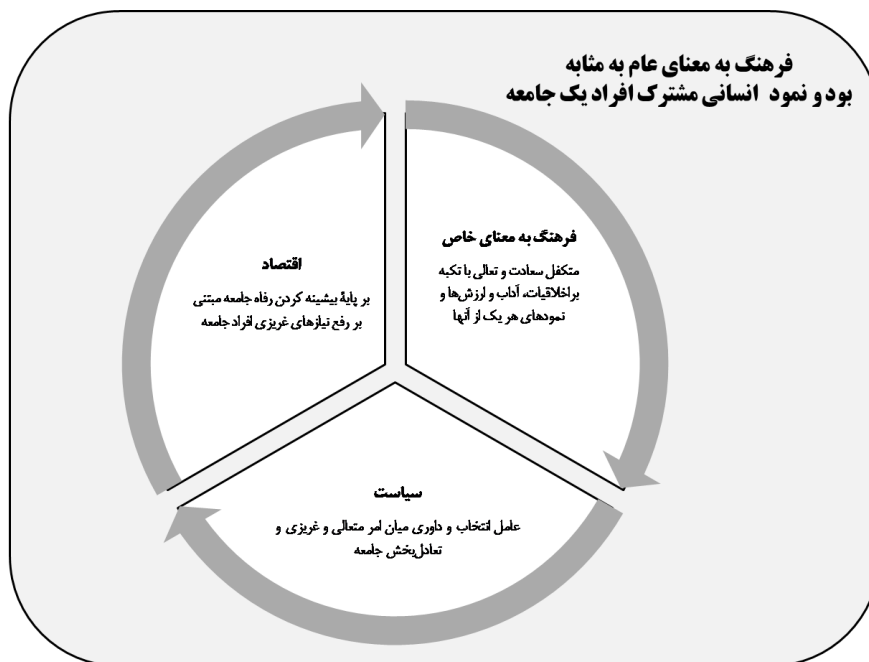 فرهنگ به معنای عام به مثابه
بود و نمود انسانی مشترک افراد یک جامعه
فرهنگ به معنای خاص
متکفل سعادت و تعالی با تکیه
بر اخلاقیات، آداب و ارزش‌ها و
نمودهای هر یک از آنها
اقتصاد
بر پایهٔ بیشینه کردن رفاه جامعه مبتنی
بر رفع نیازهای غریزی افراد جامعه
سیاست
عامل انتخاب و داوری میان امر متعالی و غریزی و
تعادل‌بخش جامعه